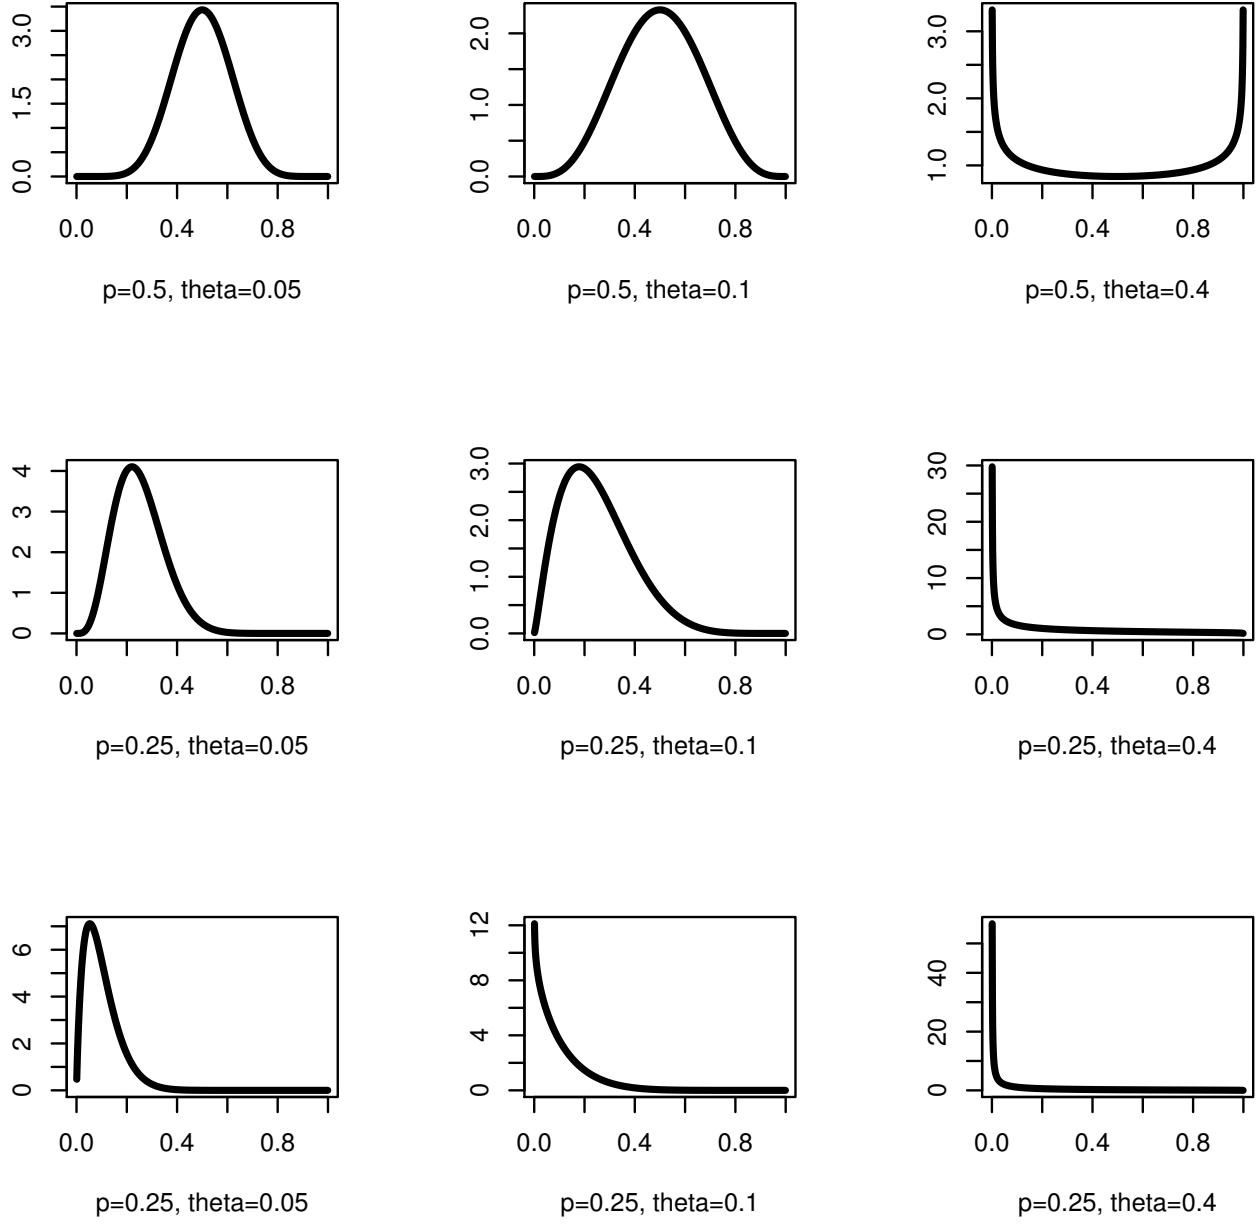 0.0 1.5 3.0
0.0 0.4 0.8
p=0.5, theta=0.05
0.0 1.0 2.0
0.0 0.4 0.8
p=0.5, theta=0.1
1.0 2.0 3.0
0.0 0.4 0.8
p=0.5, theta=0.4
0 1 2 3 4
0.0 0.4 0.8
p=0.25, theta=0.05
0.0 1.0 2.0 3.0
0.0 0.4 0.8
p=0.25, theta=0.1
0 10 20 30
0.0 0.4 0.8
p=0.25, theta=0.4
0 2 4 6
0.0 0.4 0.8
p=0.25, theta=0.05
0 4 8 12
0.0 0.4 0.8
p=0.25, theta=0.1
0 20 40
0.0 0.4 0.8
p=0.25, theta=0.4